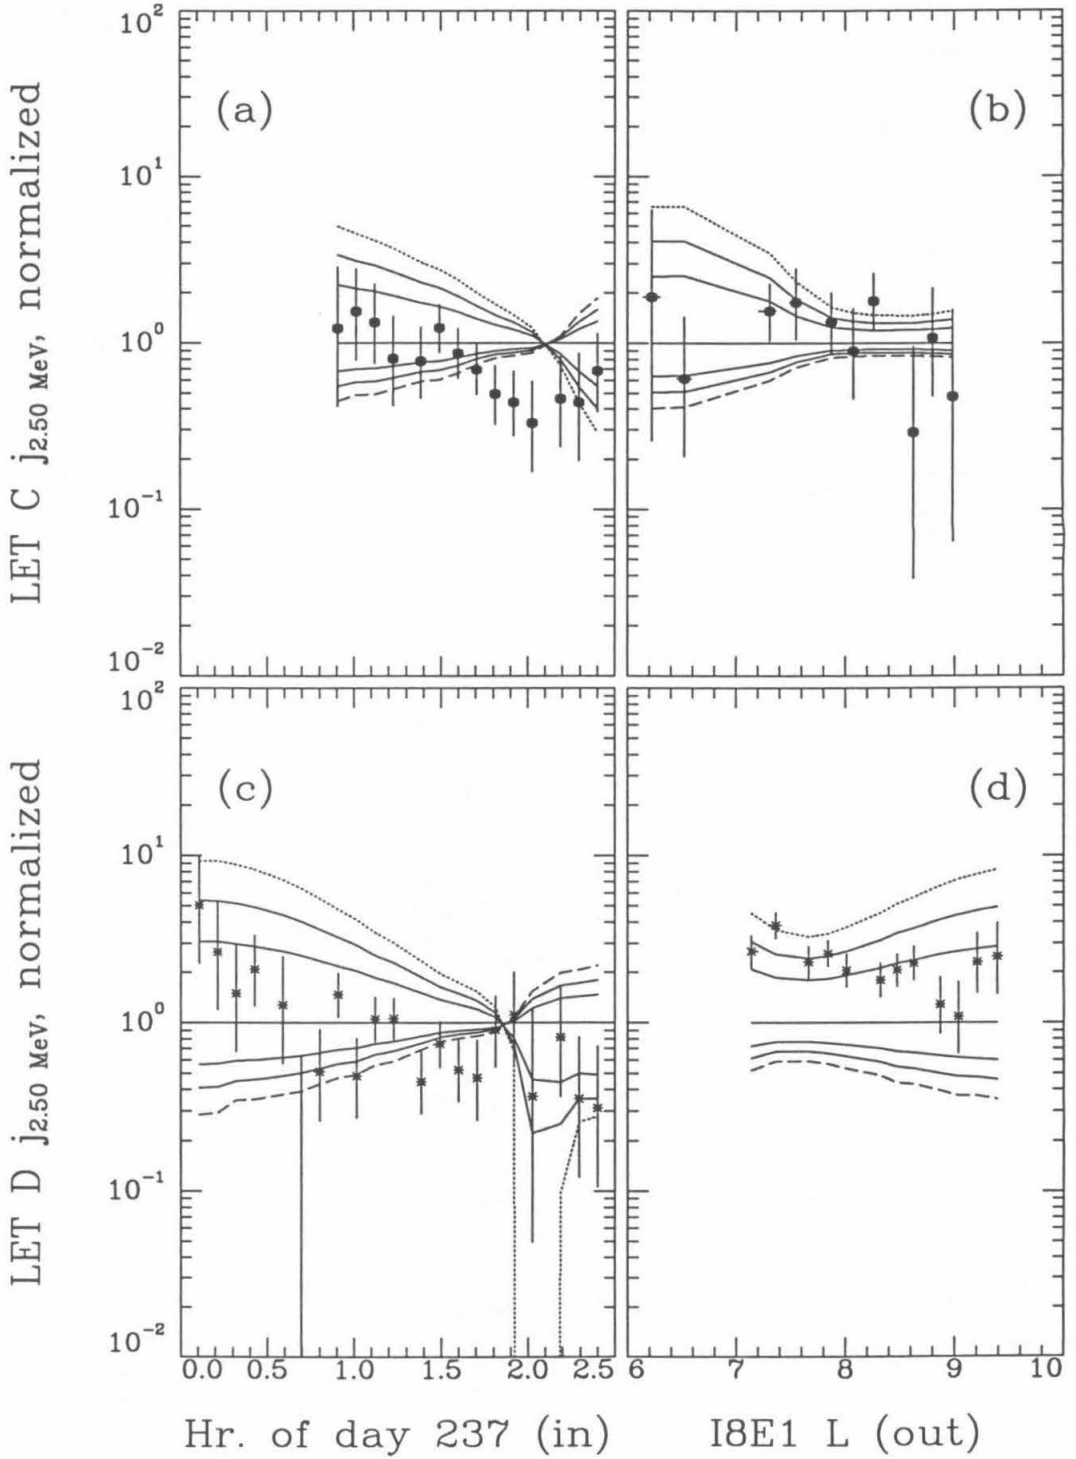 LET C j2.50 MeV, normalized
10^2
10^1
10^0
10^-1
10^-2
(a)
(b)
LET D j2.50 MeV, normalized
10^2
10^1
10^0
10^-1
10^-2
(c)
(d)
0.0 0.5 1.0 1.5 2.0 2.5
6 7 8 9 10
Hr. of day 237 (in)
I8E1 L (out)